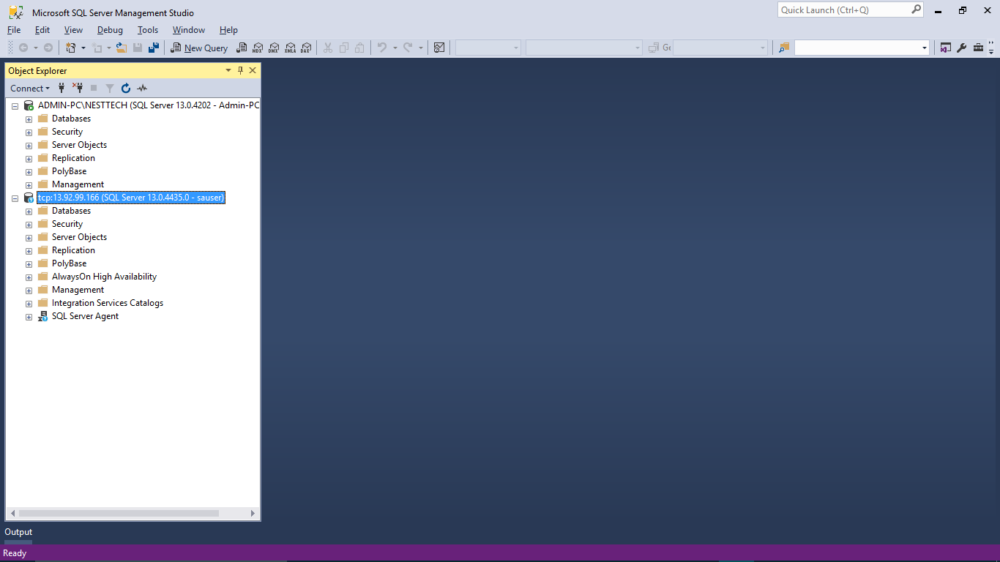 Microsoft SQL Server Management Studio
Quick Launch (Ctrl+Q)
File Edit View Debug Tools Window Help
New Query MDX DMX XMLA DAX
Object Explorer
Connect
ADMIN-PC\NESTTECH (SQL Server 13.0.4202 - Admin-PC
Databases
Security
Server Objects
Replication
PolyBase
Management
tcp:13.92.99.166 (SQL Server 13.0.4435.0 - sauser)
Databases
Security
Server Objects
Replication
PolyBase
AlwaysOn High Availability
Management
Integration Services Catalogs
SQL Server Agent
Output
Ready